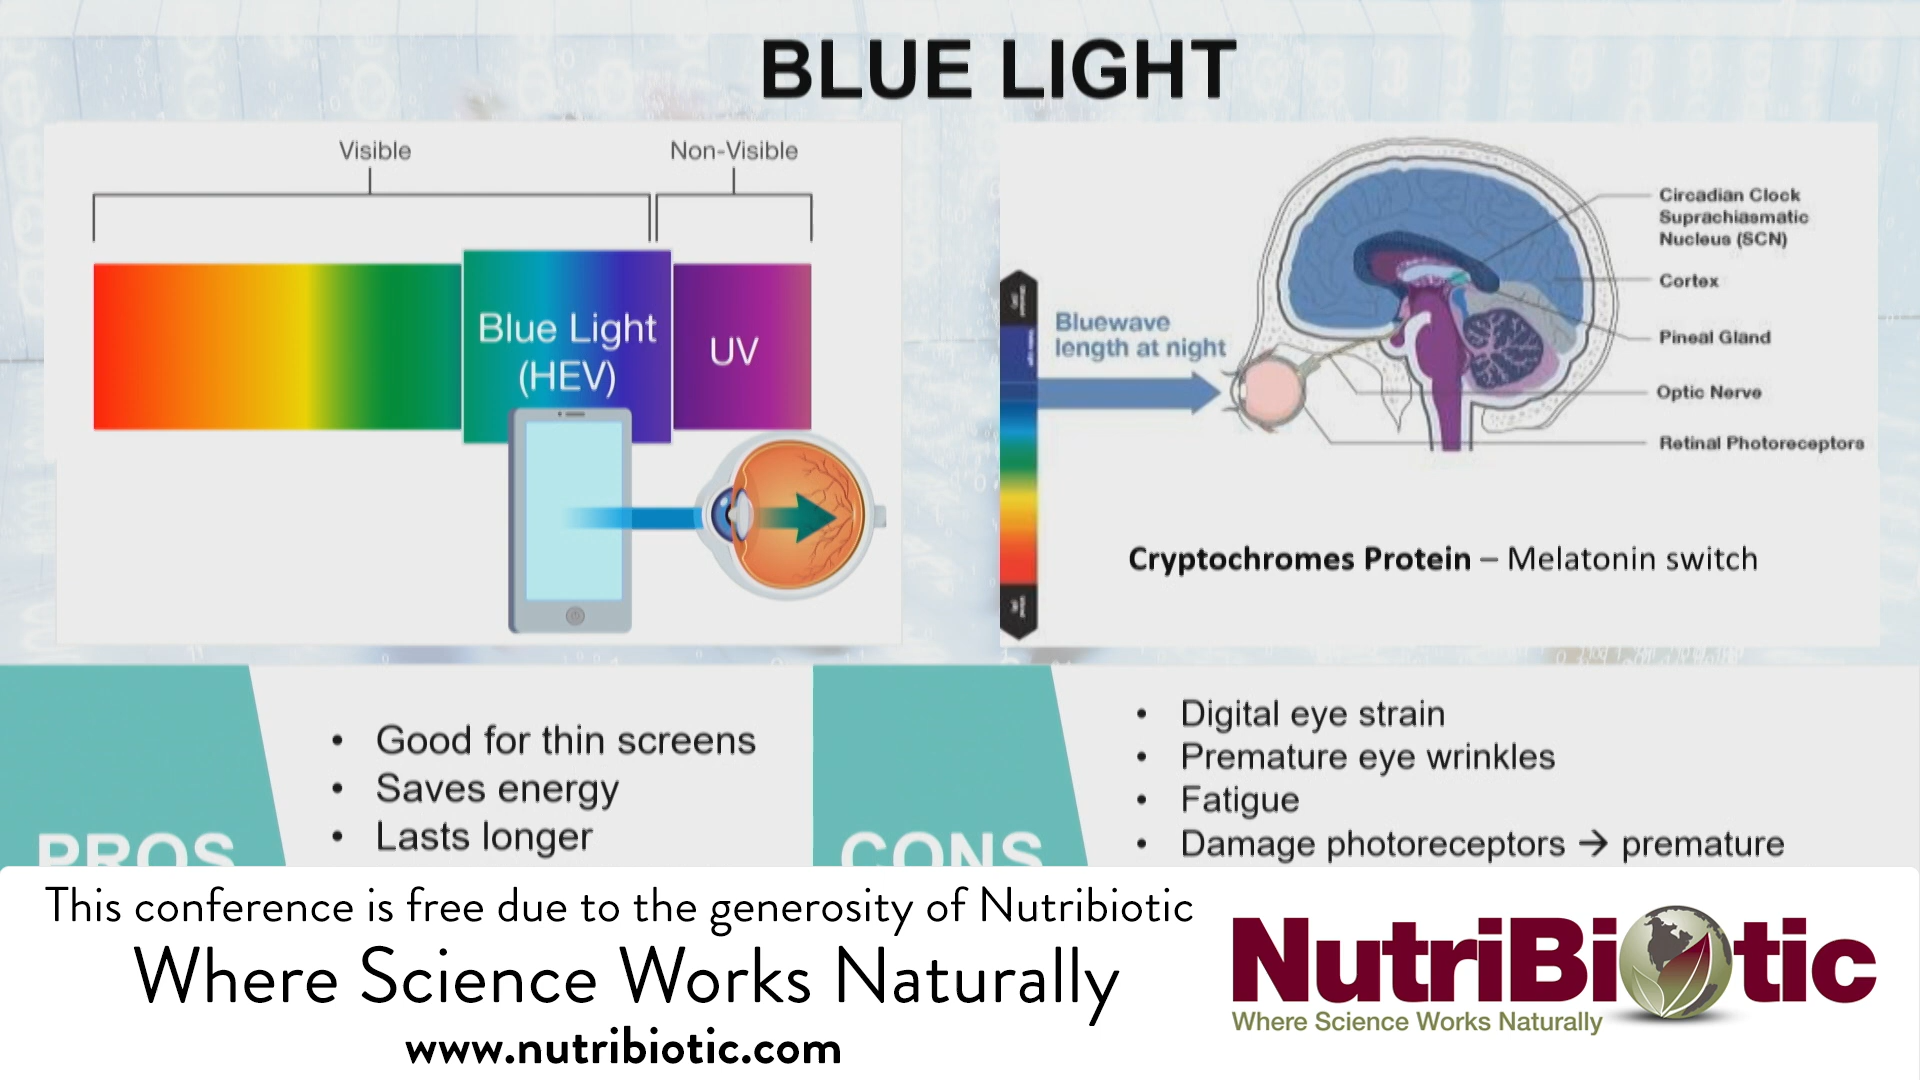 BLUE LIGHT
Visible
Non-Visible
Blue Light
(HEV)
UV
Circadian Clock
Suprachiasmatic
Nucleus (SCN)
Cortex
Pineal Gland
Optic Nerve
Retinal Photoreceptors
Bluewave
length at night
Cryptochromes Protein – Melatonin switch
PROS
• Good for thin screens
• Saves energy
• Lasts longer
CONS
• Digital eye strain
• Premature eye wrinkles
• Fatigue
• Damage photoreceptors → premature
This conference is free due to the generosity of Nutribiotic
Where Science Works Naturally
www.nutribiotic.com
NutriBiotic
Where Science Works Naturally